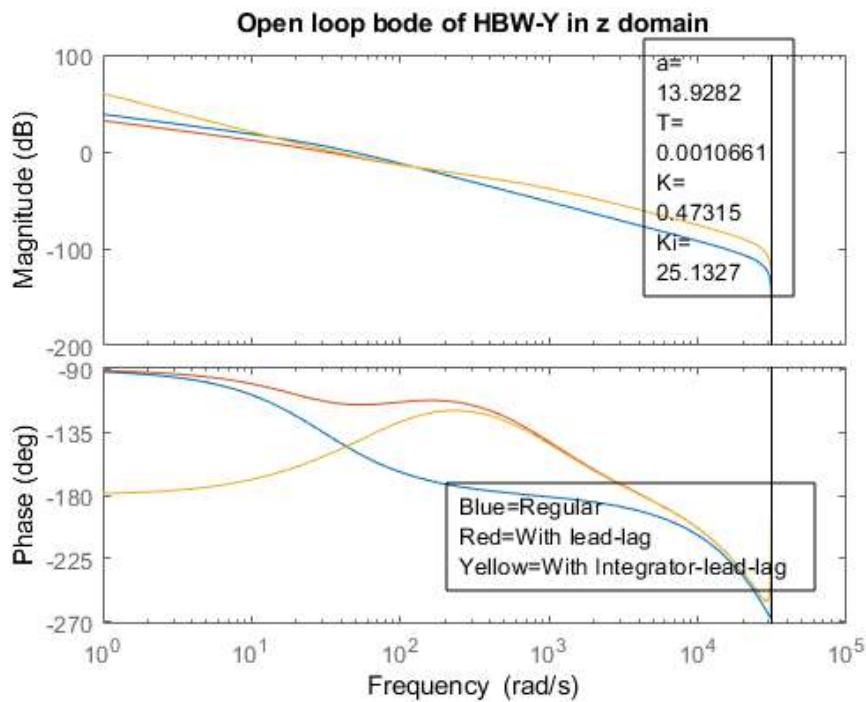 Open loop bode of HBW-Y in z domain
100
0
-100
-200
Magnitude (dB)
a=
13.9282
T=
0.0010661
K=
0.47315
Ki=
25.1327
-90
-135
-180
-225
-270
Phase (deg)
Blue=Regular
Red=With lead-lag
Yellow=With Integrator-lead-lag
10^0 10^1 10^2 10^3 10^4 10^5
Frequency (rad/s)